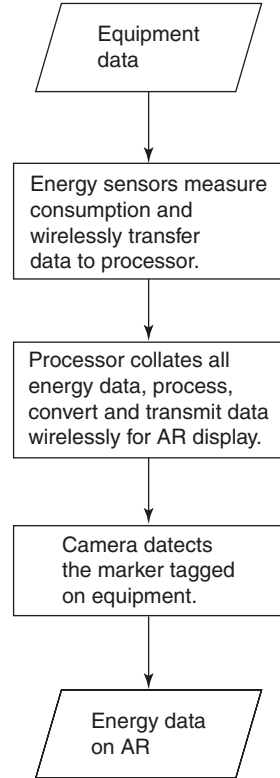 Equipment
data
Energy sensors measure
consumption and
wirelessly transfer
data to processor.
Processor collates all
energy data, process,
convert and transmit data
wirelessly for AR display.
Camera datects
the marker tagged
on equipment.
Energy data
on AR